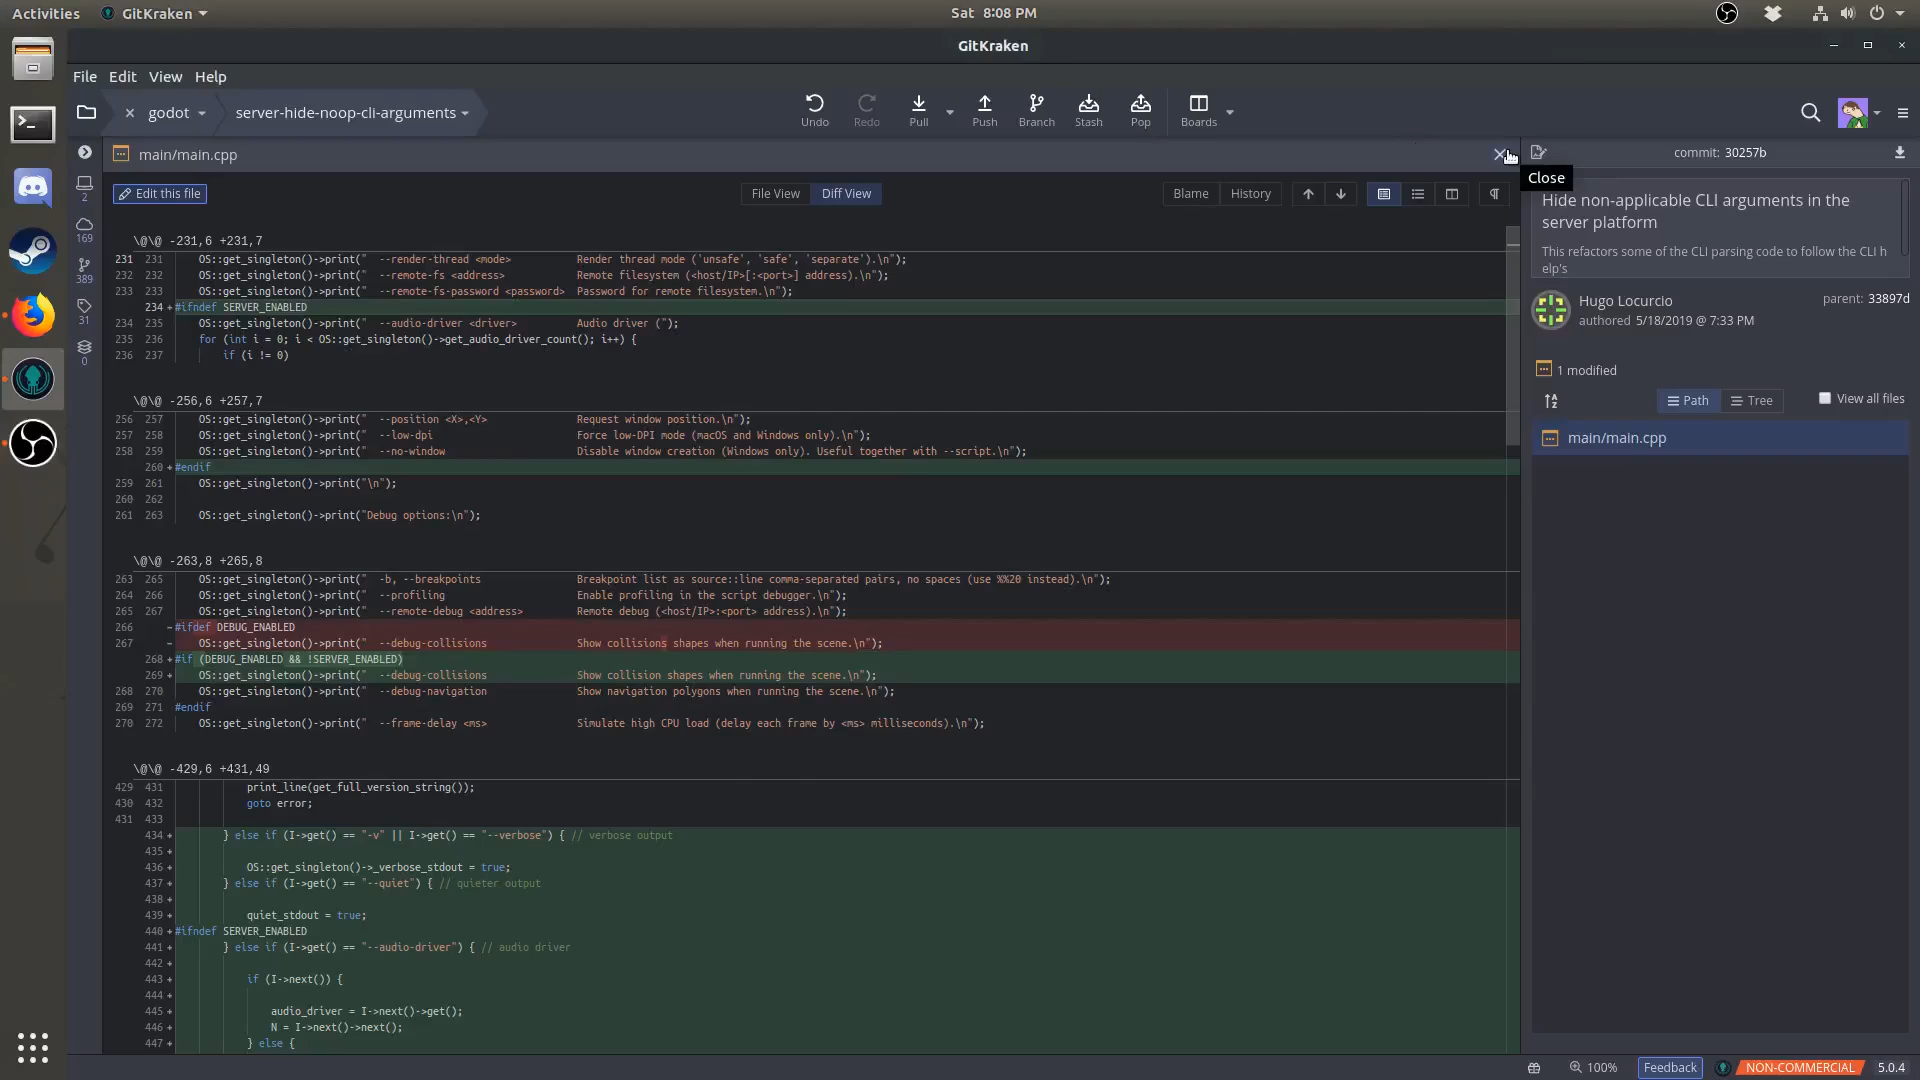 Activities
GitKraken
Sat 8:08 PM
GitKraken
File Edit View Help
godot
server-hide-noop-cli-arguments
Undo Redo Pull Push Branch Stash Pop Boards
main/main.cpp
commit: 30257b
Close
Edit this file
File View Diff View
Blame History
2
169
389
31
0
\@\@ -231,6 +231,7
231 231 OS::get_singleton()->print("  --render-thread <mode>           Render thread mode ('unsafe', 'safe', 'separate').\n");
232 232 OS::get_singleton()->print("  --remote-fs <address>            Remote filesystem (<host/IP>[:<port>] address).\n");
233 233 OS::get_singleton()->print("  --remote-fs-password <password>  Password for remote filesystem.\n");
234 +#ifndef SERVER_ENABLED
234 235 OS::get_singleton()->print("  --audio-driver <driver>          Audio driver (");
235 236 for (int i = 0; i < OS::get_singleton()->get_audio_driver_count(); i++) {
236 237 if (i != 0)
\@\@ -256,6 +257,7
256 257 OS::get_singleton()->print("  --position <X>,<Y>               Request window position.\n");
257 258 OS::get_singleton()->print("  --low-dpi                        Force low-DPI mode (macOS and Windows only).\n");
258 259 OS::get_singleton()->print("  --no-window                      Disable window creation (Windows only). Useful together with --script.\n");
260 +#endif
259 261 OS::get_singleton()->print("\n");
260 262
261 263 OS::get_singleton()->print("Debug options:\n");
\@\@ -263,8 +265,8
263 265 OS::get_singleton()->print("  -b, --breakpoints                Breakpoint list as source::line comma-separated pairs, no spaces (use %%20 instead).\n");
264 266 OS::get_singleton()->print("  --profiling                      Enable profiling in the script debugger.\n");
265 267 OS::get_singleton()->print("  --remote-debug <address>         Remote debug (<host/IP>:<port> address).\n");
266 -#ifdef DEBUG_ENABLED
267 - OS::get_singleton()->print("  --debug-collisions               Show collisions shapes when running the scene.\n");
268 +#if (DEBUG_ENABLED && !SERVER_ENABLED)
269 + OS::get_singleton()->print("  --debug-collisions               Show collision shapes when running the scene.\n");
268 270 OS::get_singleton()->print("  --debug-navigation               Show navigation polygons when running the scene.\n");
269 271 #endif
270 272 OS::get_singleton()->print("  --frame-delay <ms>               Simulate high CPU load (delay each frame by <ms> milliseconds).\n");
\@\@ -429,6 +431,49
429 431 print_line(get_full_version_string());
430 432 goto error;
431 433
434 + } else if (I->get() == "-v" || I->get() == "--verbose") { // verbose output
435 +
436 + OS::get_singleton()->_verbose_stdout = true;
437 + } else if (I->get() == "--quiet") { // quieter output
438 +
439 + quiet_stdout = true;
440 +#ifndef SERVER_ENABLED
441 + } else if (I->get() == "--audio-driver") { // audio driver
442 +
443 + if (I->next()) {
444 +
445 + audio_driver = I->next()->get();
446 + N = I->next()->next();
447 + } else {
Hide non-applicable CLI arguments in the
server platform
This refactors some of the CLI parsing code to follow the CLI h
elp's
Hugo Locurcio
parent: 33897d
authored 5/18/2019 @ 7:33 PM
1 modified
Path Tree View all files
main/main.cpp
100% Feedback NON-COMMERCIAL 5.0.4